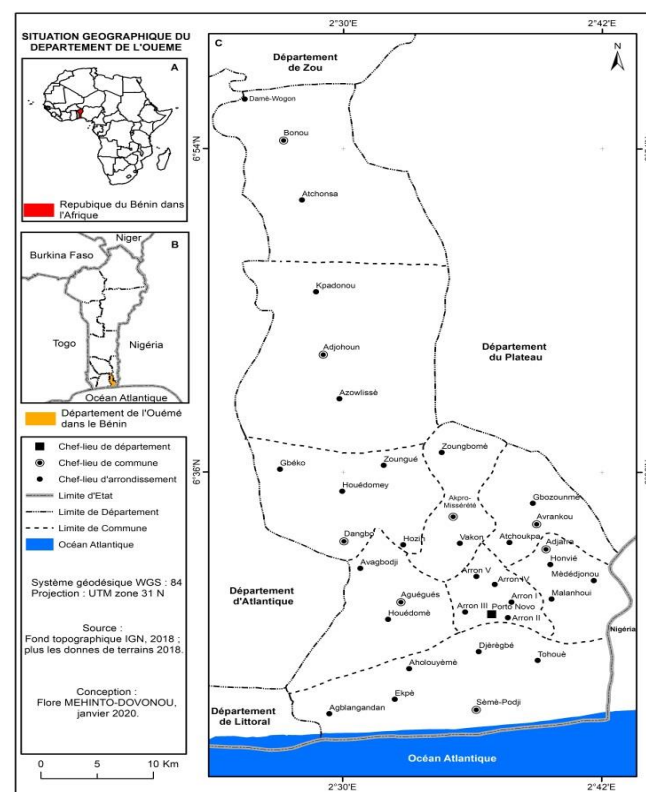 SITUATION GEOGRAPHIQUE DU
DEPARTEMENT DE L'OUEME
A
Repubique du Bénin dans
l'Afrique
B
Niger
Burkina Faso
Togo
Nigéria
Océan Atlantique
Département de l'Ouémé
dans le Bénin
Chef-lieu de département
Chef-lieu de commune
Chef-lieu d'arrondissement
Limite d'Etat
Limite de Département
Limite de Commune
Océan Atlantique
Système géodésique WGS : 84
Projection : UTM zone 31 N
Source :
Fond topographique IGN, 2018 ;
plus les donnes de terrains 2018.
Conception :
Flore MEHINTO-DOVONOU,
janvier 2020.
0 5 10 Km
2°30'E
2°42'E
C
N
Département
de Zou
Damè-Wogon
Bonou
6°54'N
Atchonsa
Kpadonou
Adjohoun
Département
du Plateau
Azowlissè
Zoungbomè
Zoungué
Gbéko
6°36'N
Houédomey
Gbozounmè
Akpro-
Missérété
Avrankou
Dangbo
Hozin
Vakon
Atchoukpa
Adjarra
Honvié
Avagbodji
Arron V
Arron IV
Mèdédjonou
Département
d'Atlantique
Aguégués
Arron I
Malanhoui
Houédomè
Arron III
Porto Novo
Arron II
Nigéria
Djèrègbé
Tohouè
Aholouyèmè
Ekpè
Sèmè-Podji
Agblangandan
Département
de Littoral
Océan Atlantique
2°30'E
2°42'E